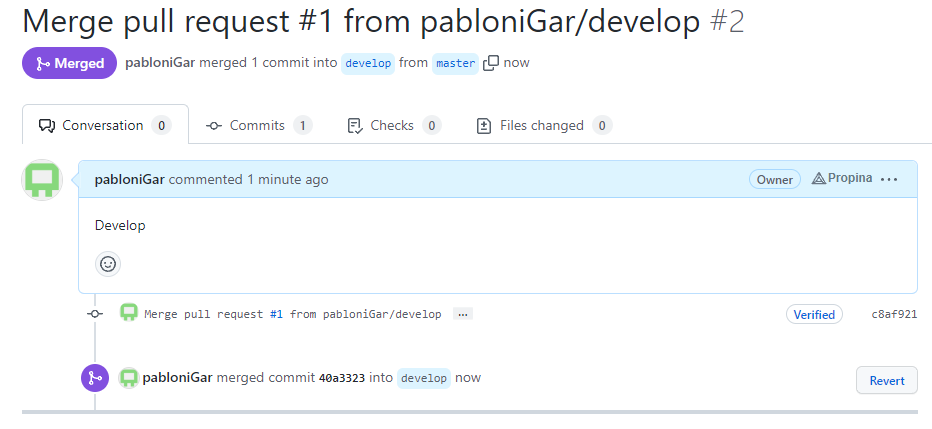 Merge pull request #1 from pabloniGar/develop #2
Merged pabloniGar merged 1 commit into develop from master now
Conversation 0 Commits 1 Checks 0 Files changed 0
pabloniGar commented 1 minute ago Owner Propina ...
Develop
Merge pull request #1 from pabloniGar/develop ... Verified c8af921
pabloniGar merged commit 40a3323 into develop now Revert